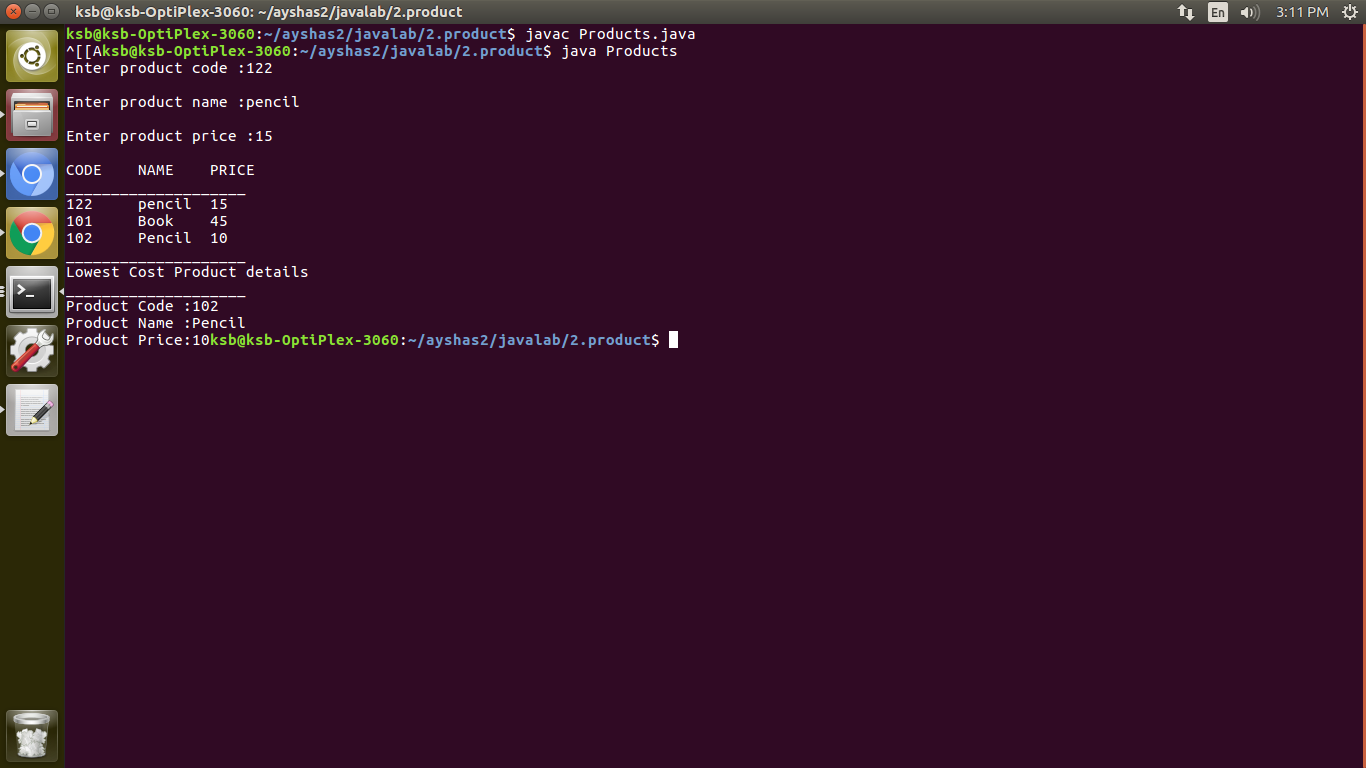 ksb@ksb-OptiPlex-3060: ~/ayshas2/javalab/2.product
En
3:11 PM
ksb@ksb-OptiPlex-3060:~/ayshas2/javalab/2.product$ javac Products.java
^[[Aksb@ksb-OptiPlex-3060:~/ayshas2/javalab/2.product$ java Products
Enter product code :122
Enter product name :pencil
Enter product price :15
CODE    NAME    PRICE
____________________
122     pencil  15
101     Book    45
102     Pencil  10
____________________
Lowest Cost Product details
____________________
Product Code :102
Product Name :Pencil
Product Price:10ksb@ksb-OptiPlex-3060:~/ayshas2/javalab/2.product$